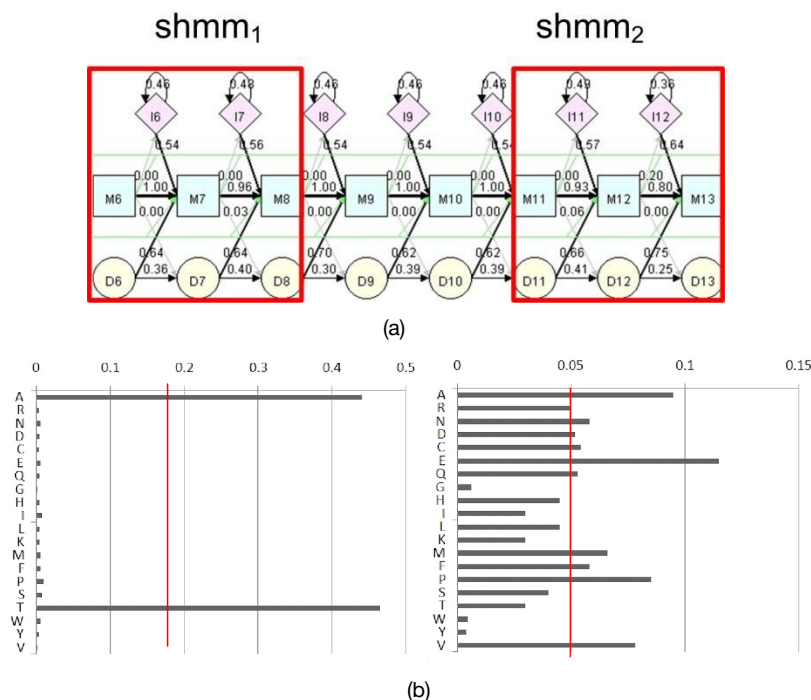 shmm1 shmm2
0.46 0.48 0.46 0.46 0.46 0.49 0.36
I6 I7 I8 I9 I10 I11 I12
0.54 0.56 0.54 0.54 0.54 0.57 0.64
0.00 0.00 0.00 0.00 0.00 0.00 0.20
1.00 0.96 1.00 1.00 1.00 0.93 0.80
M6 M7 M8 M9 M10 M11 M12 M13
0.00 0.03 0.00 0.00 0.00 0.06 0.00
0.64 0.64 0.70 0.62 0.62 0.66 0.75
0.36 0.40 0.30 0.39 0.39 0.41 0.25
D6 D7 D8 D9 D10 D11 D12 D13
(a)
0 0.1 0.2 0.3 0.4 0.5
A
R
N
D
C
E
Q
G
H
I
L
K
M
F
P
S
T
W
Y
V
0 0.05 0.1 0.15
A
R
N
D
C
E
Q
G
H
I
L
K
M
F
P
S
T
W
Y
V
(b)